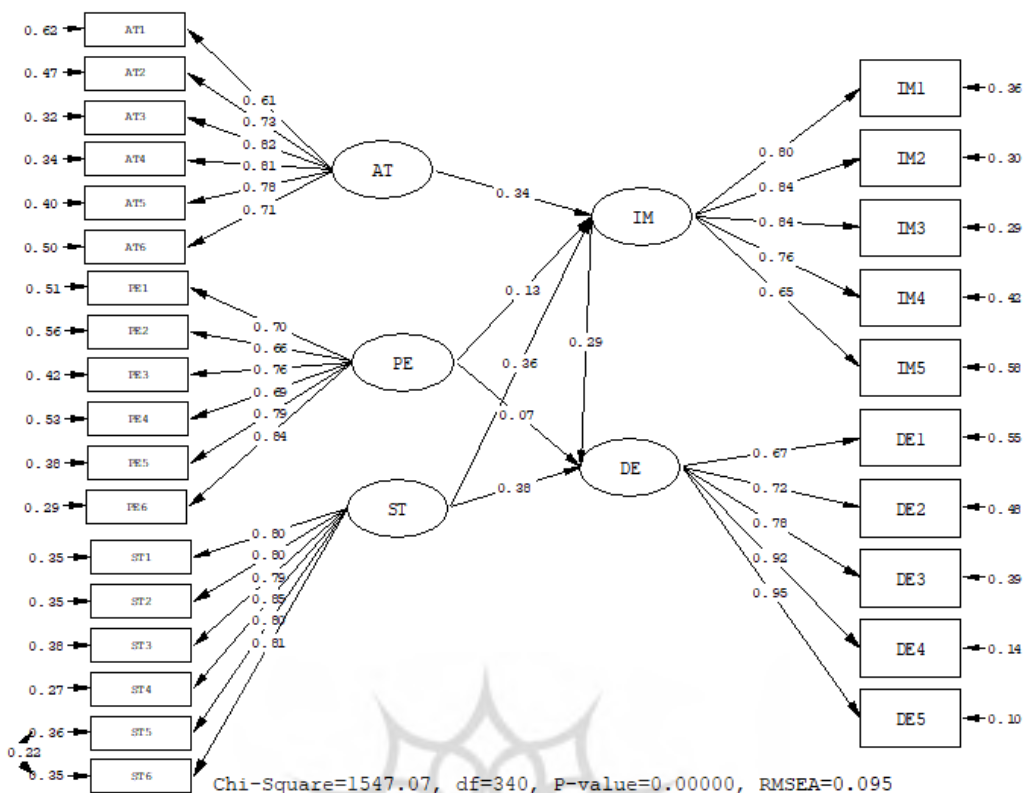 0.62 AT1
0.47 AT2
0.32 AT3
0.34 AT4
0.40 AT5
0.50 AT6
0.51 PE1
0.56 PE2
0.42 PE3
0.53 PE4
0.38 PE5
0.29 PE6
0.35 ST1
0.35 ST2
0.38 ST3
0.27 ST4
0.36 ST5
0.22
0.35 ST6
0.61
0.73
0.82
0.81
0.78
0.71
0.70
0.66
0.76
0.69
0.79
0.84
0.80
0.80
0.79
0.85
0.80
0.81
AT
PE
ST
0.34
0.13
0.36
0.29
0.07
0.38
IM
DE
0.80
0.84
0.84
0.76
0.65
0.67
0.72
0.78
0.92
0.95
IM1 0.36
IM2 0.30
IM3 0.29
IM4 0.42
IM5 0.58
DE1 0.55
DE2 0.48
DE3 0.39
DE4 0.14
DE5 0.10
Chi-Square=1547.07, df=340, P-value=0.00000, RMSEA=0.095